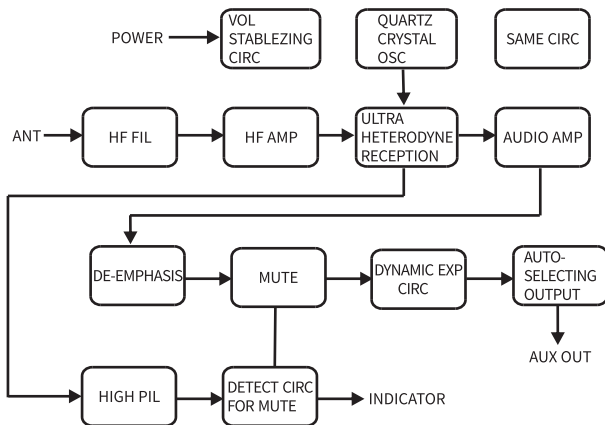 POWER
VOL
STABLEZING
CIRC
QUARTZ
CRYSTAL
OSC
SAME CIRC
ANT
HF FIL
HF AMP
ULTRA
HETERODYNE
RECEPTION
AUDIO AMP
DE-EMPHASIS
MUTE
DYNAMIC EXP
CIRC
AUTO-
SELECTING
OUTPUT
AUX OUT
HIGH PIL
DETECT CIRC
FOR MUTE
INDICATOR